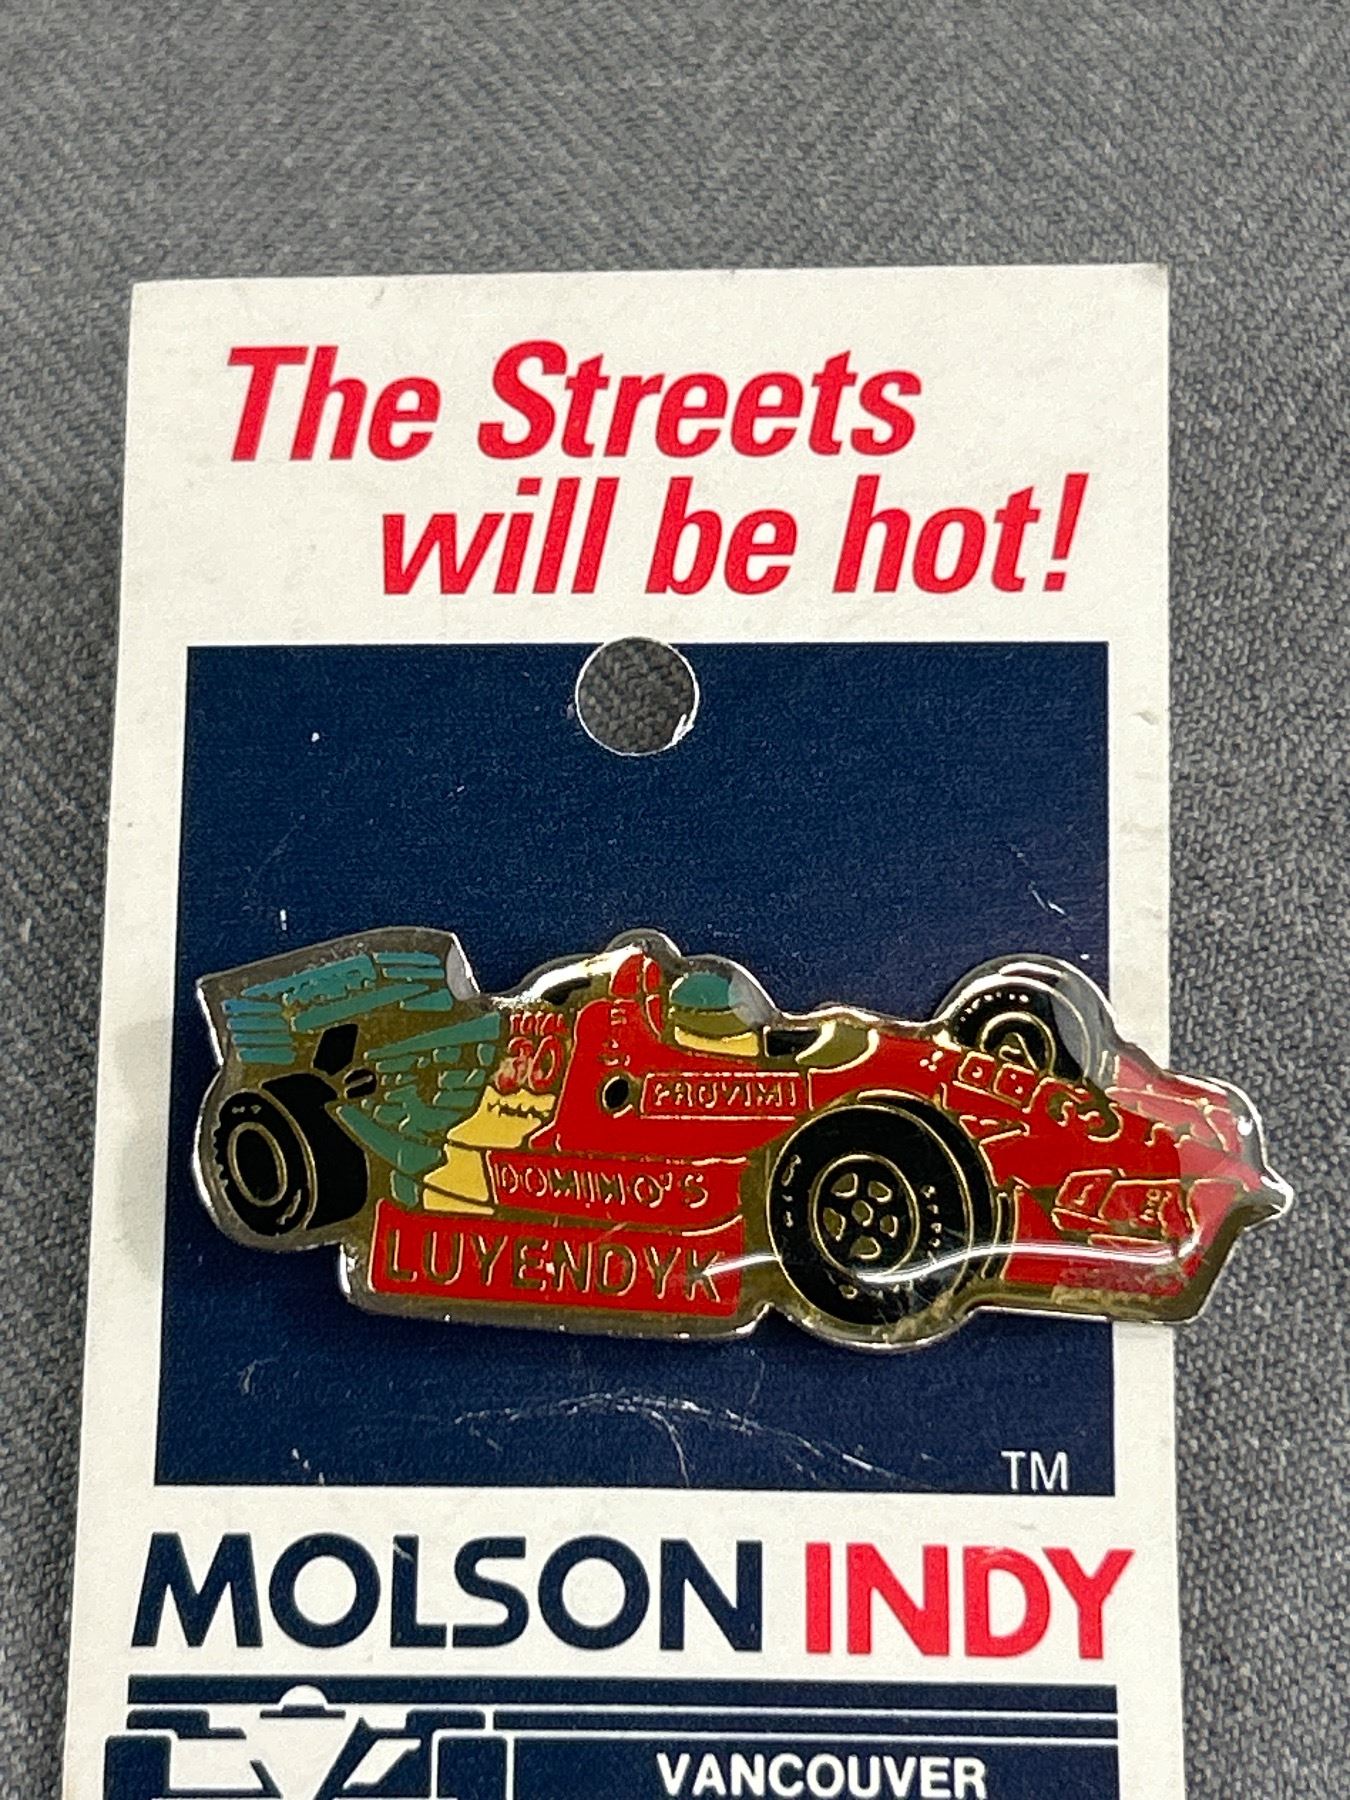 The Streets
will be hot!
TOTAL
30
PROVIMI
DOMINO'S
LUYENDYK
TM
MOLSON INDY
VANCOUVER